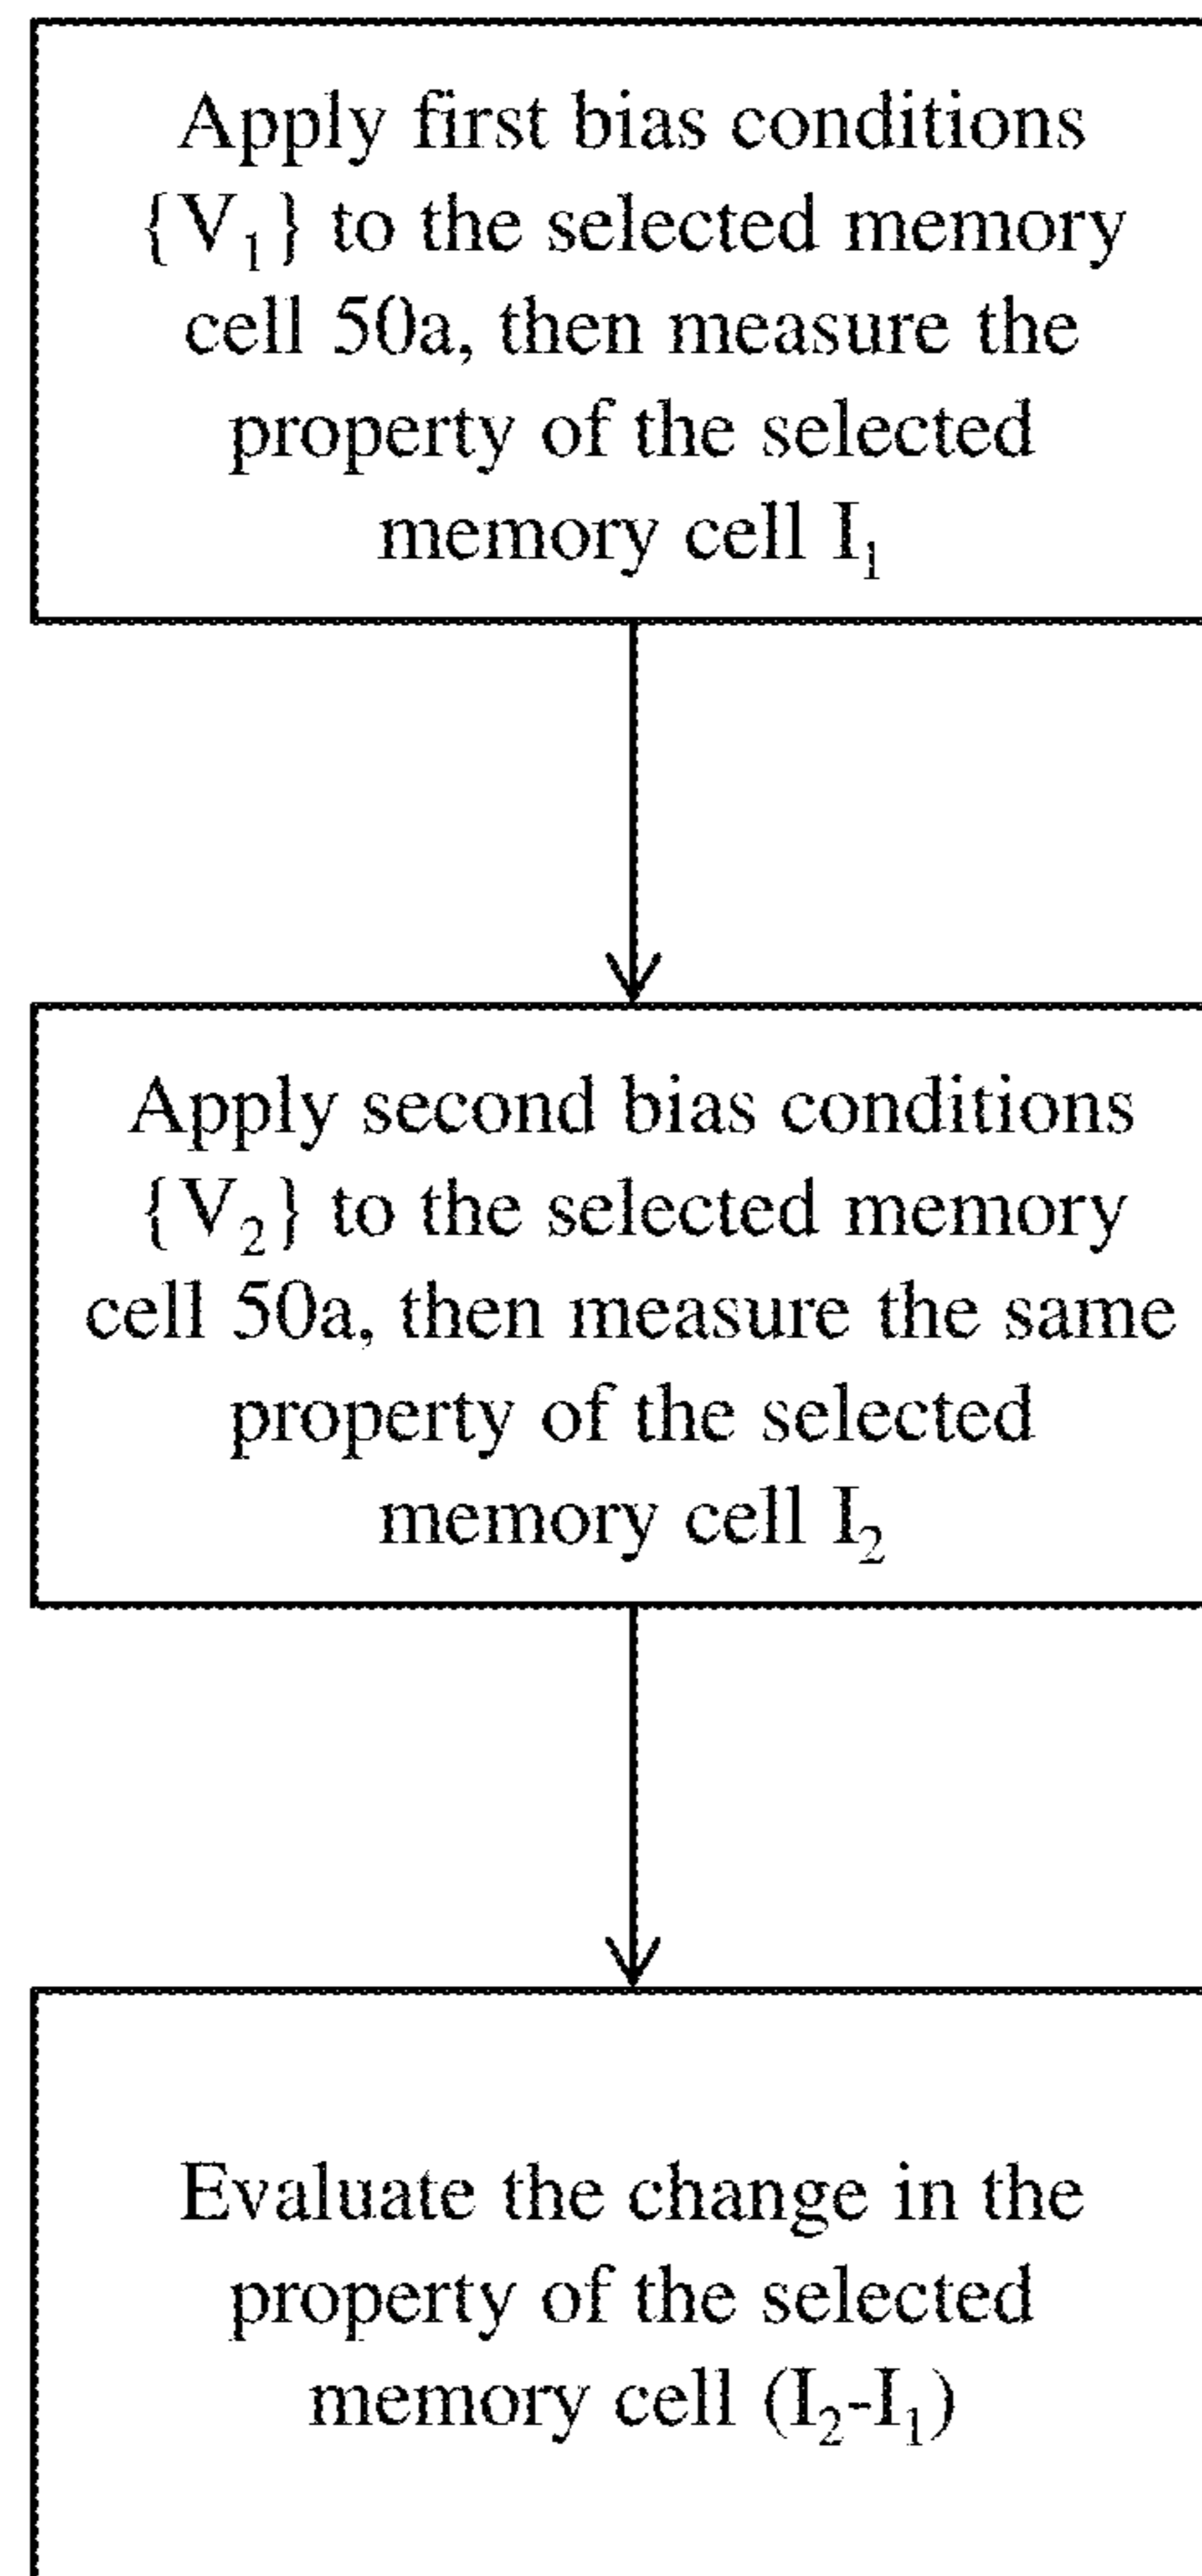 Apply first bias conditions
{V₁} to the selected memory
cell 50a, then measure the
property of the selected
memory cell I₁
Apply second bias conditions
{V₂} to the selected memory
cell 50a, then measure the same
property of the selected
memory cell I₂
Evaluate the change in the
property of the selected
memory cell (I₂-I₁)